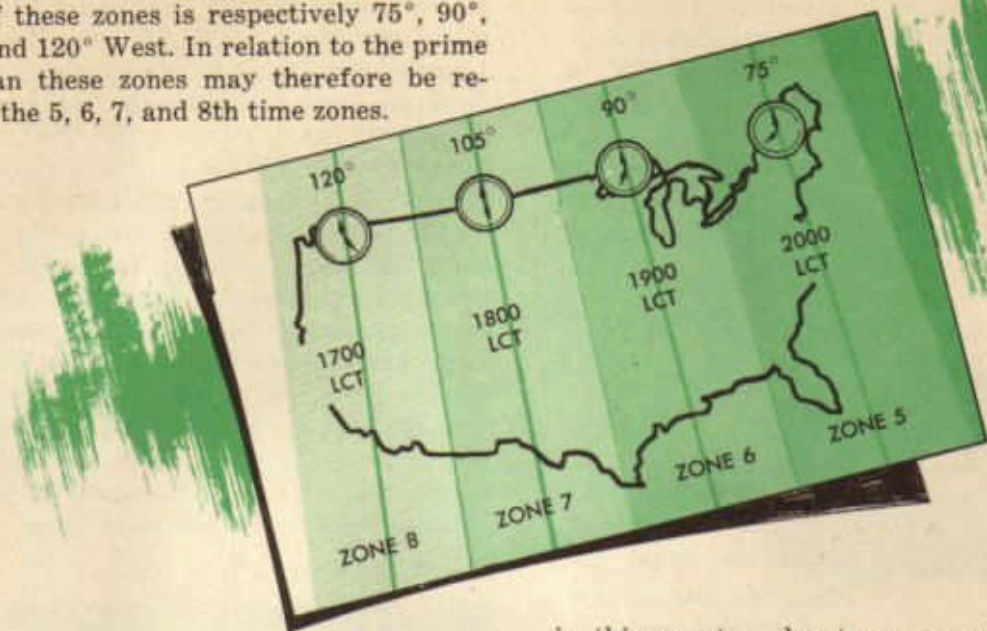 these zones is respectively 75°, 90°,
120° West. In relation to the prime
these zones may therefore be re-
the 5, 6, 7, and 8th time zones.
75°
90°
105°
120°
2000
LCT
1900
LCT
1800
LCT
1700
LCT
ZONE 5
ZONE 6
ZONE 7
ZONE 8